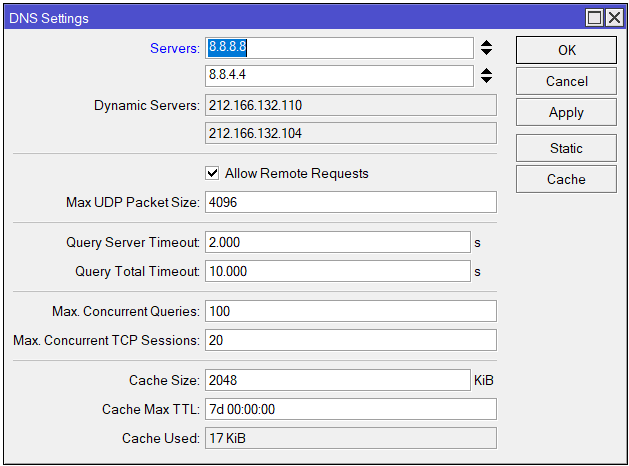 DNS Settings
Servers: 8.8.8.8
8.8.4.4
Dynamic Servers: 212.166.132.110
212.166.132.104
Allow Remote Requests
Max UDP Packet Size: 4096
Query Server Timeout: 2.000 s
Query Total Timeout: 10.000 s
Max. Concurrent Queries: 100
Max. Concurrent TCP Sessions: 20
Cache Size: 2048 KiB
Cache Max TTL: 7d 00:00:00
Cache Used: 17 KiB
OK
Cancel
Apply
Static
Cache